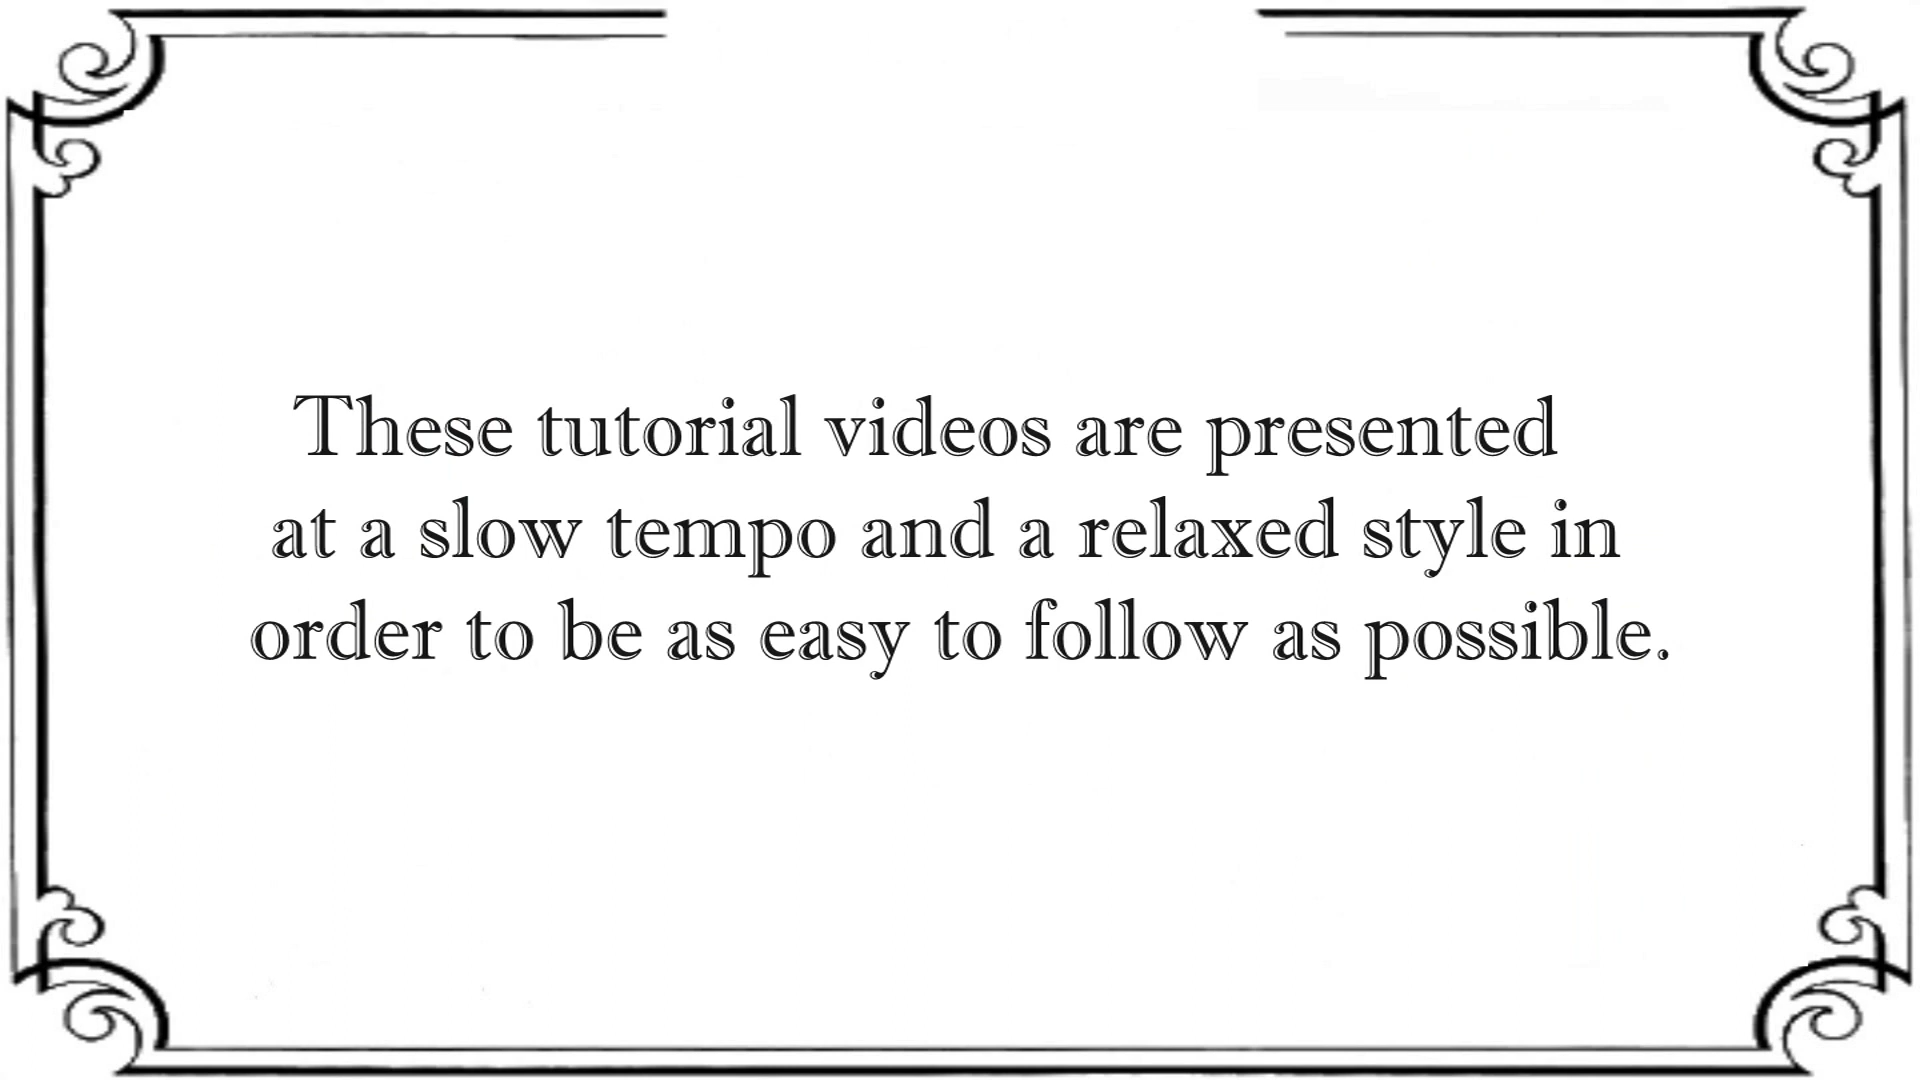 These tutorial videos are presented
at a slow tempo and a relaxed style in
order to be as easy to follow as possible.